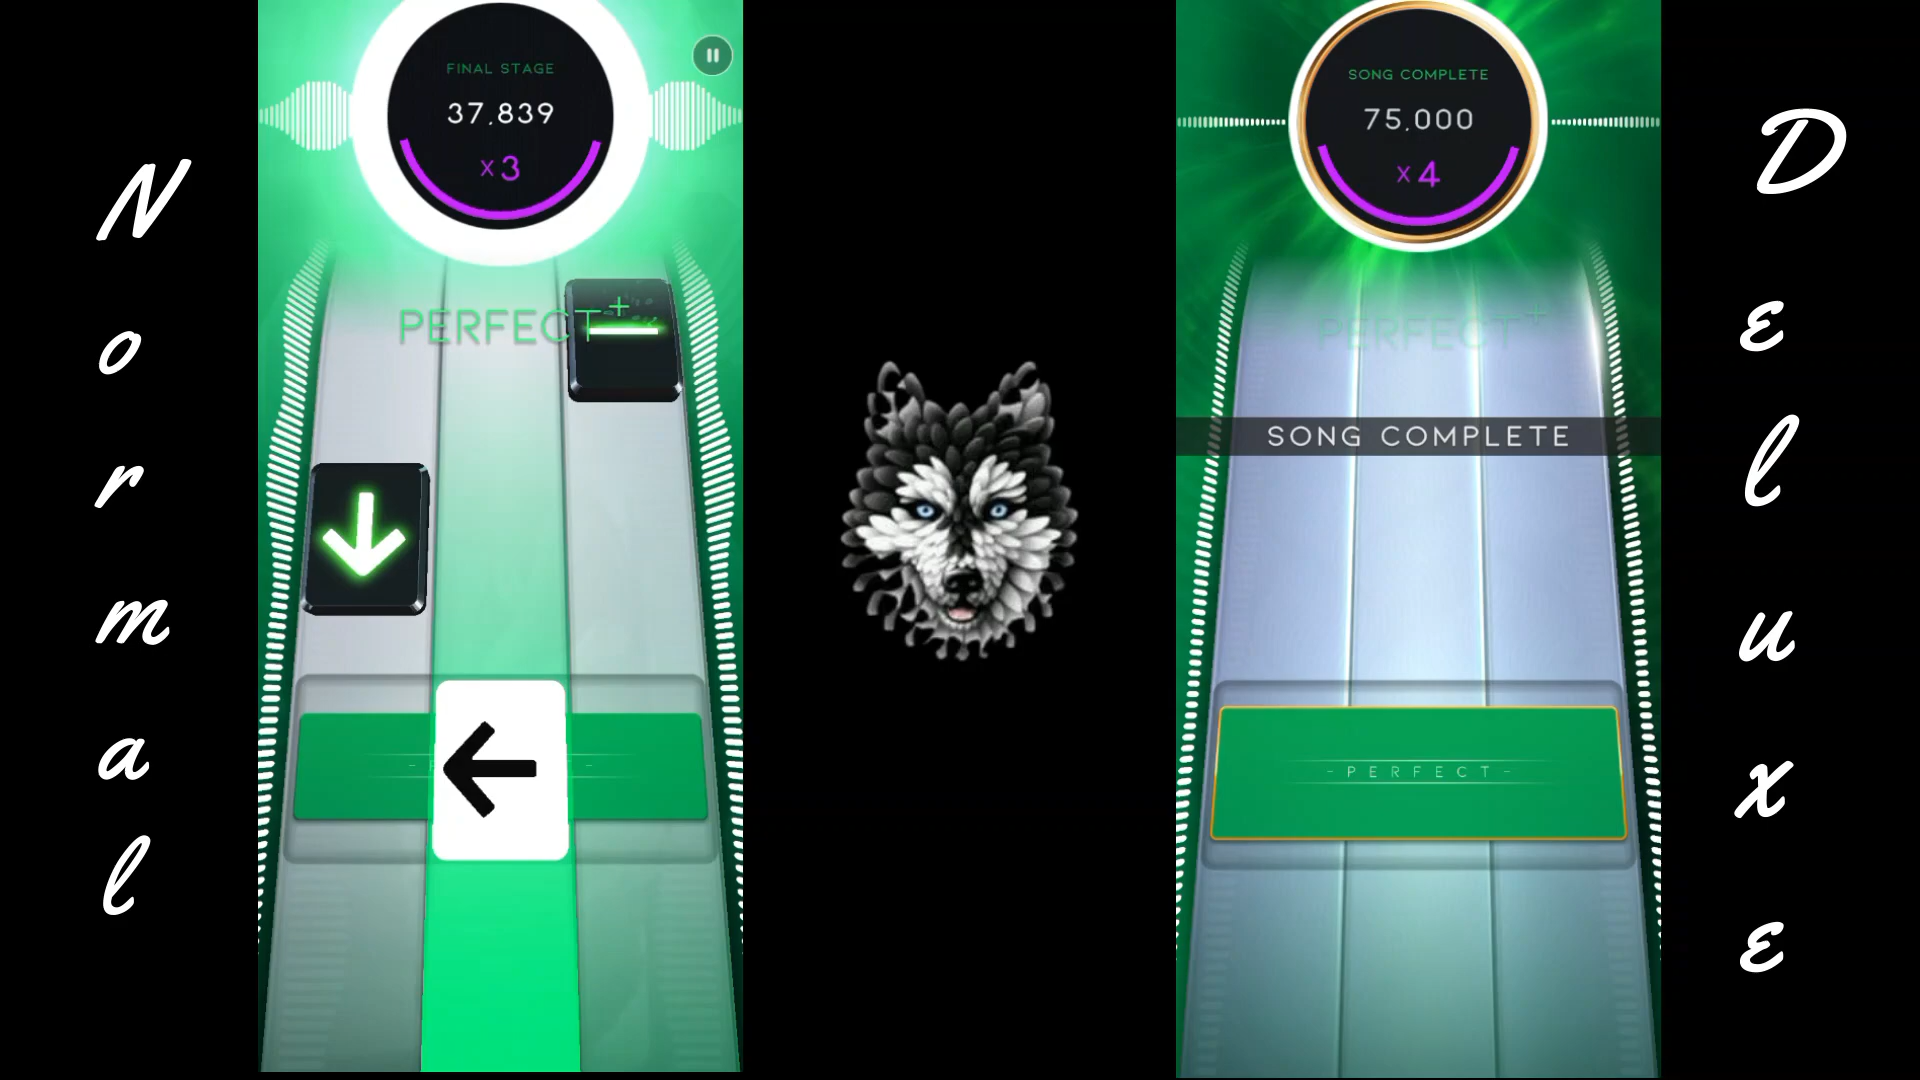 Normal
FINAL STAGE
37,839
x3
PERFECT+
SONG COMPLETE
75,000
x4
PERFECT+
SONG COMPLETE
- PERFECT -
Deluxe